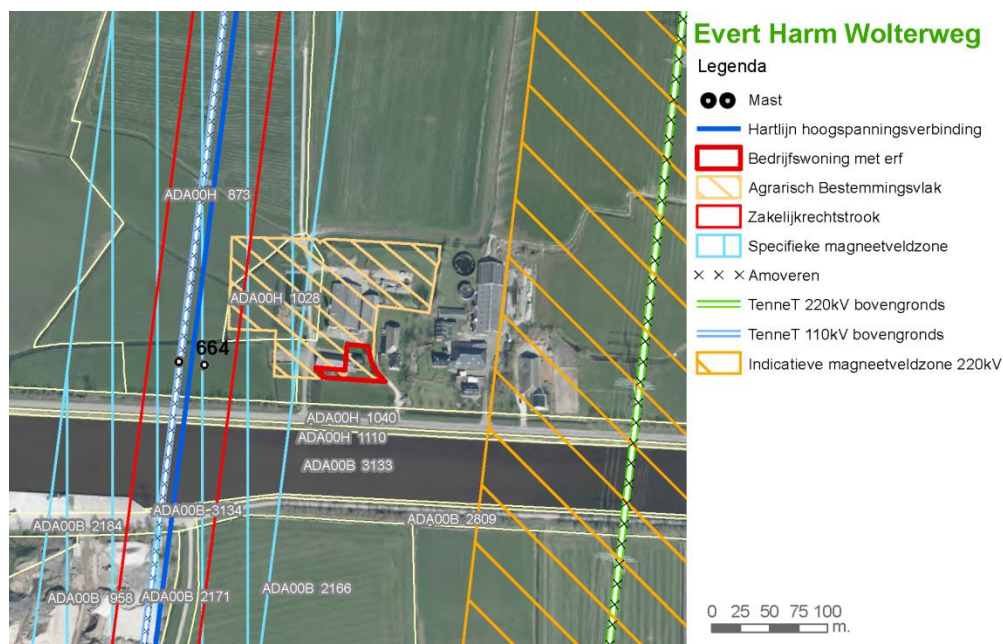 Evert Harm Wolterweg
Legenda
Mast
Hartlijn hoogspanningsverbinding
Bedrijfswoning met erf
Agrarisch Bestemmingsvlak
Zakelijkrechtstrook
Specifieke magneetveldzone
× × × Amoveren
TenneT 220kV bovengronds
TenneT 110kV bovengronds
Indicatieve magneetveldzone 220kV
ADA00H 873
ADA00H 1028
664
ADA00H 1040
ADA00H 1110
ADA00B 3133
ADA00B 3134
ADA00B 2184
ADA00B 2809
ADA00B 958
ADA00B 2171
ADA00B 2166
0 25 50 75 100
m.